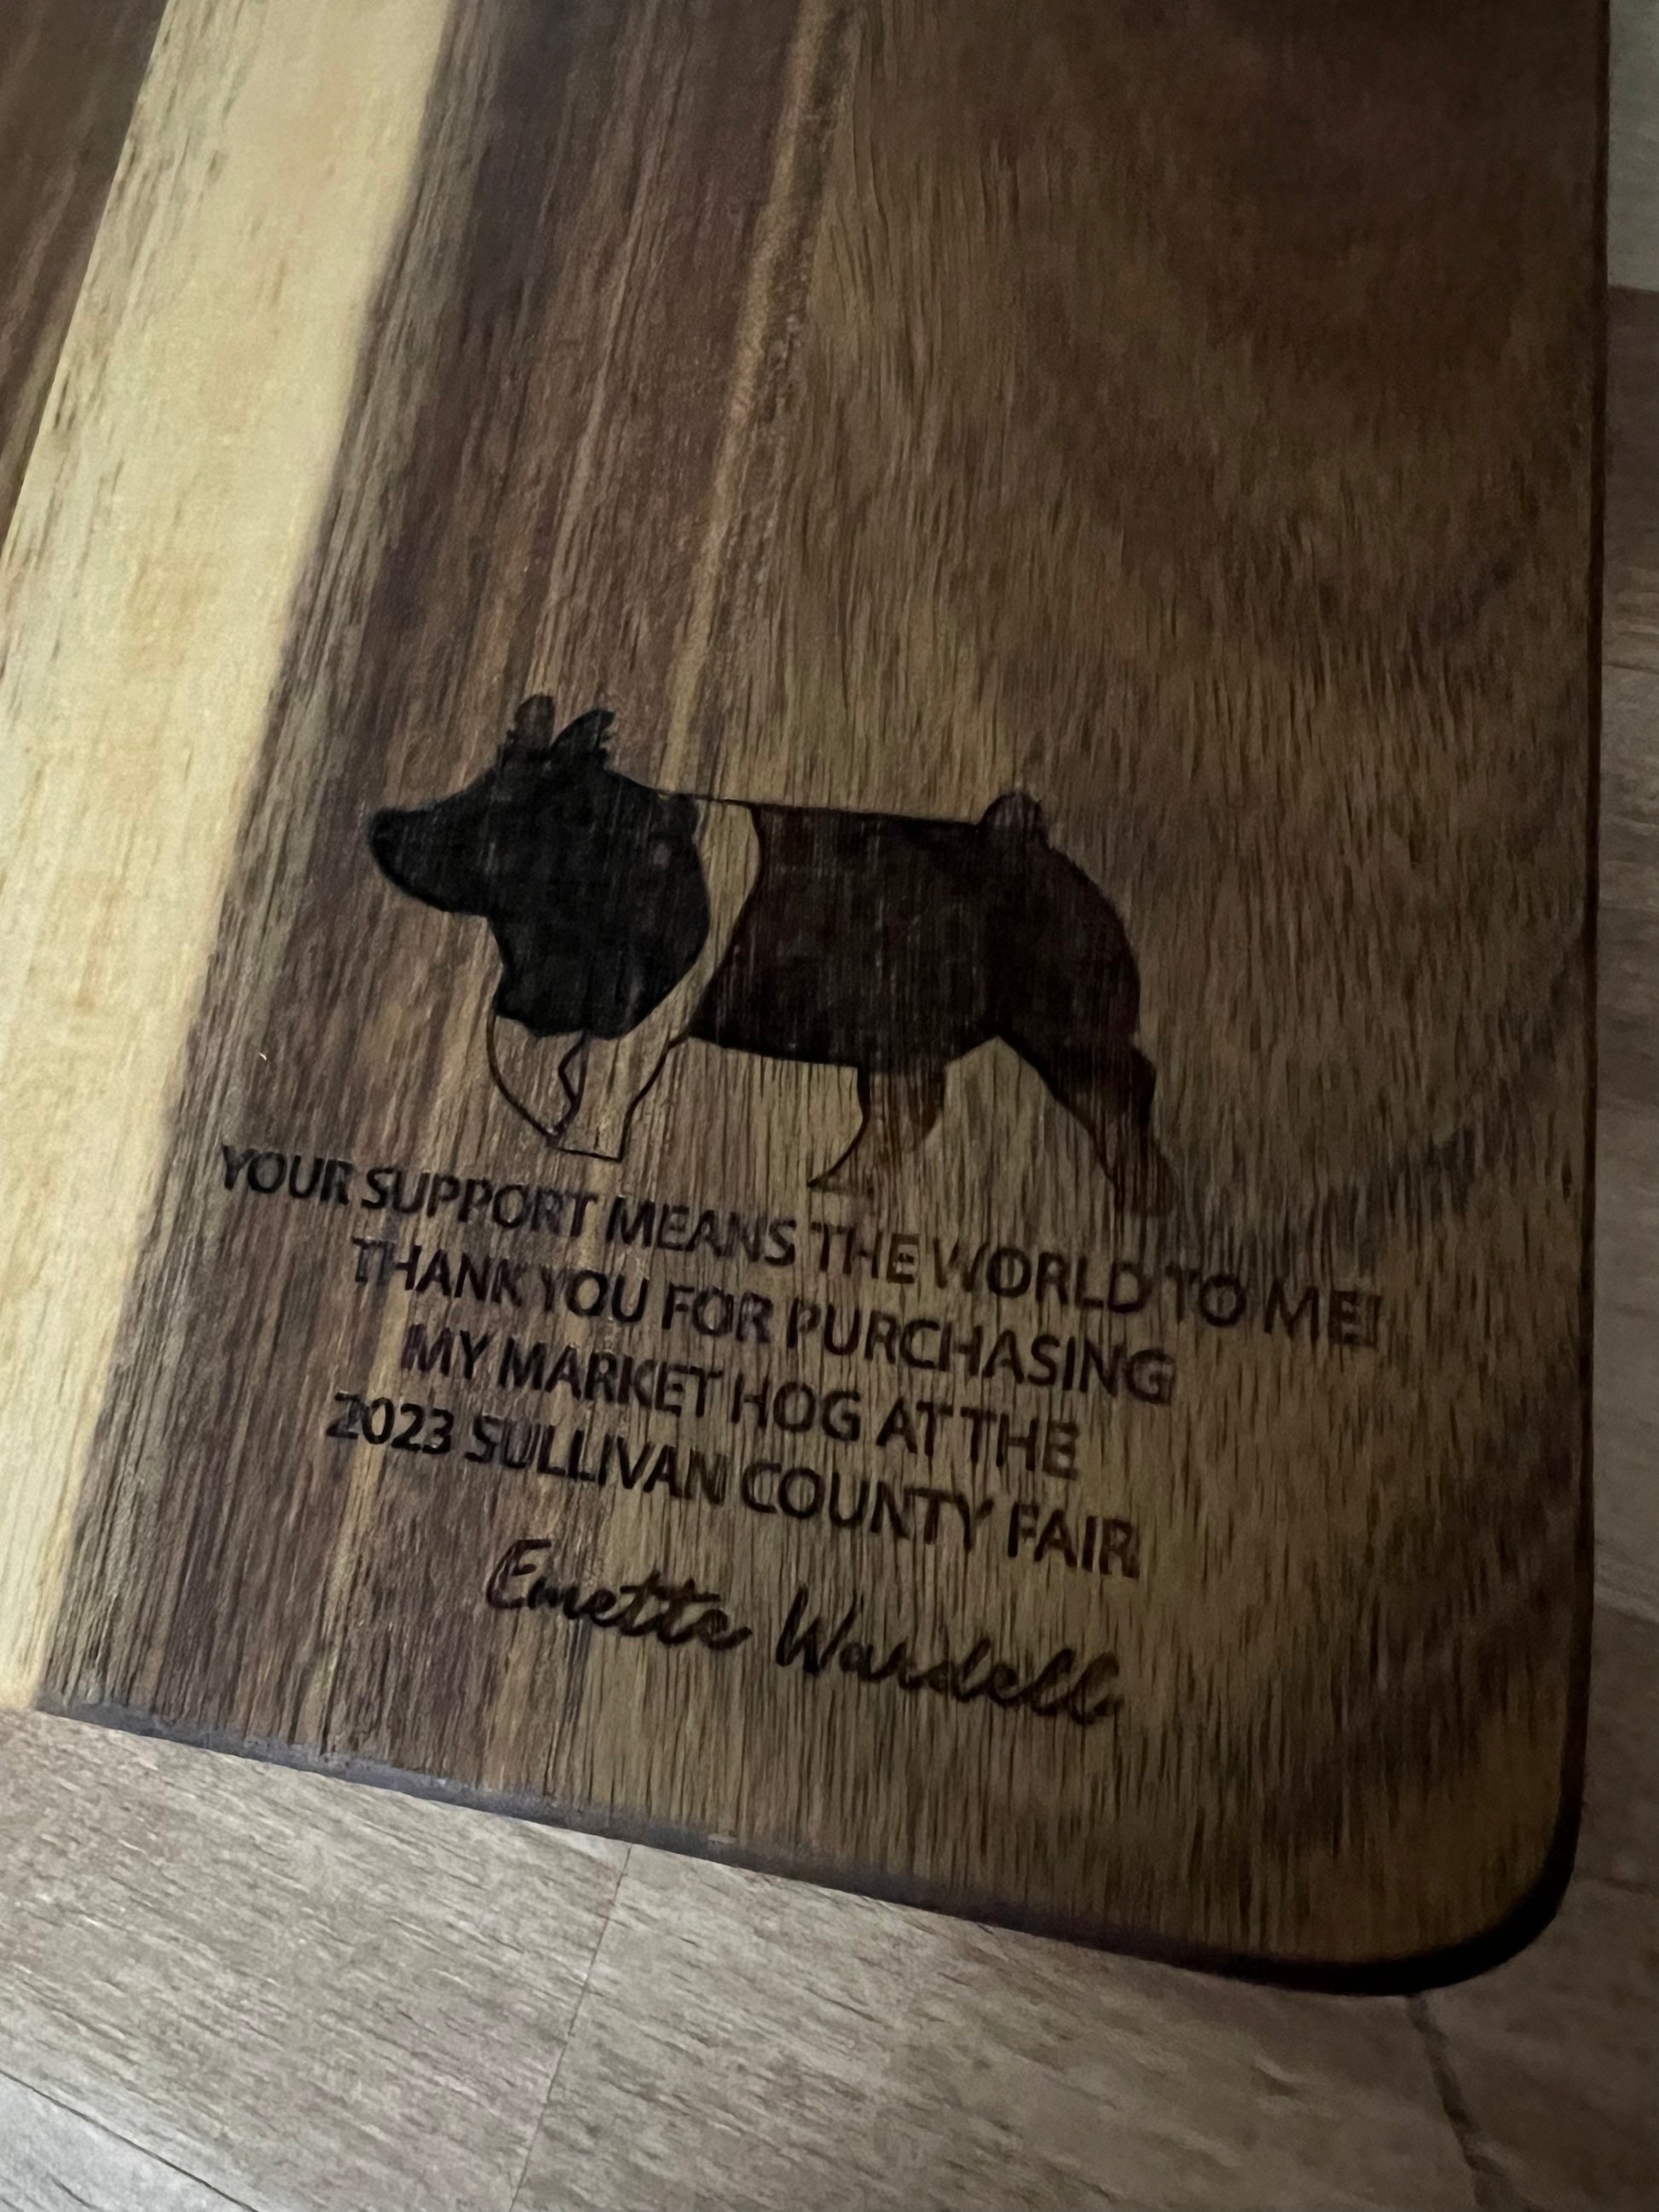 YOUR SUPPORT MEANS THE WORLD TO ME!
THANK YOU FOR PURCHASING
MY MARKET HOG AT THE
2023 SULLIVAN COUNTY FAIR
Emette Wardell